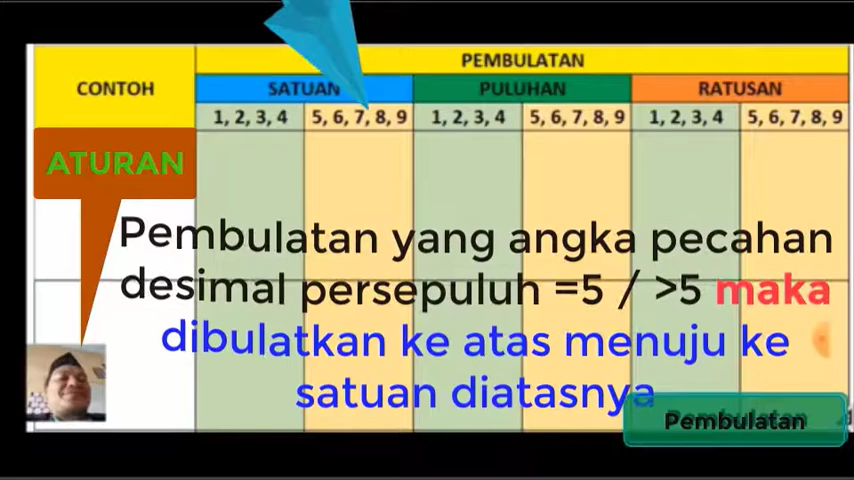 PEMBULATAN
CONTOH
SATUAN
PULUHAN
RATUSAN
1, 2, 3, 4
5, 6, 7, 8, 9
1, 2, 3, 4
5, 6, 7, 8, 9
1, 2, 3, 4
5, 6, 7, 8, 9
ATURAN
Pembulatan yang angka pecahan
desimal persepuluh =5 / >5 maka
dibulatkan ke atas menuju ke
satuan diatasnya
Pembulatan